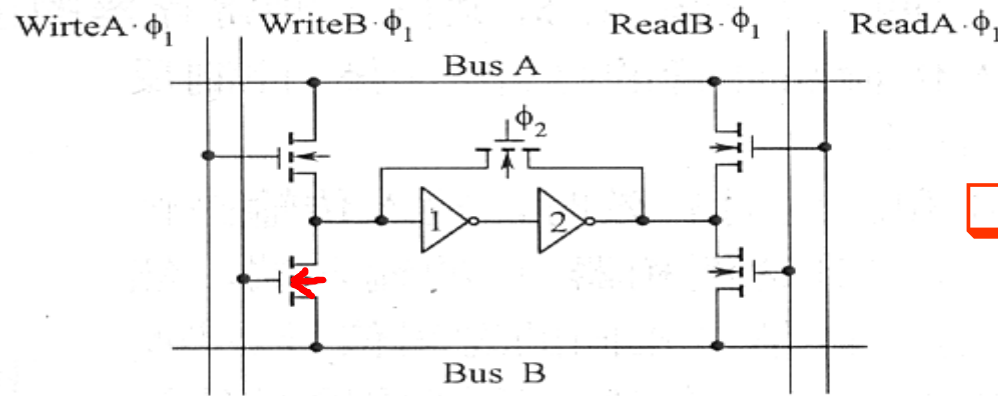 WirteA·ϕ₁ WriteB·ϕ₁ ReadB·ϕ₁ ReadA·ϕ₁
Bus A
ϕ₂
1 2
Bus B